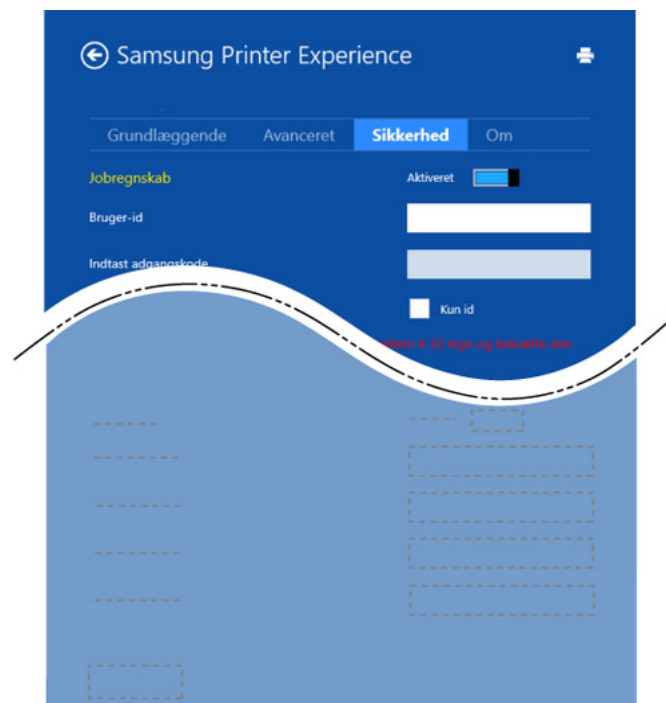 Samsung Printer Experience
Grundlæggende Avanceret Sikkerhed Om
Jobregnskab Aktiveret
Bruger-id
Indtast adgangskode
Kun id
mellem 4-32 tegn og bekræfte den